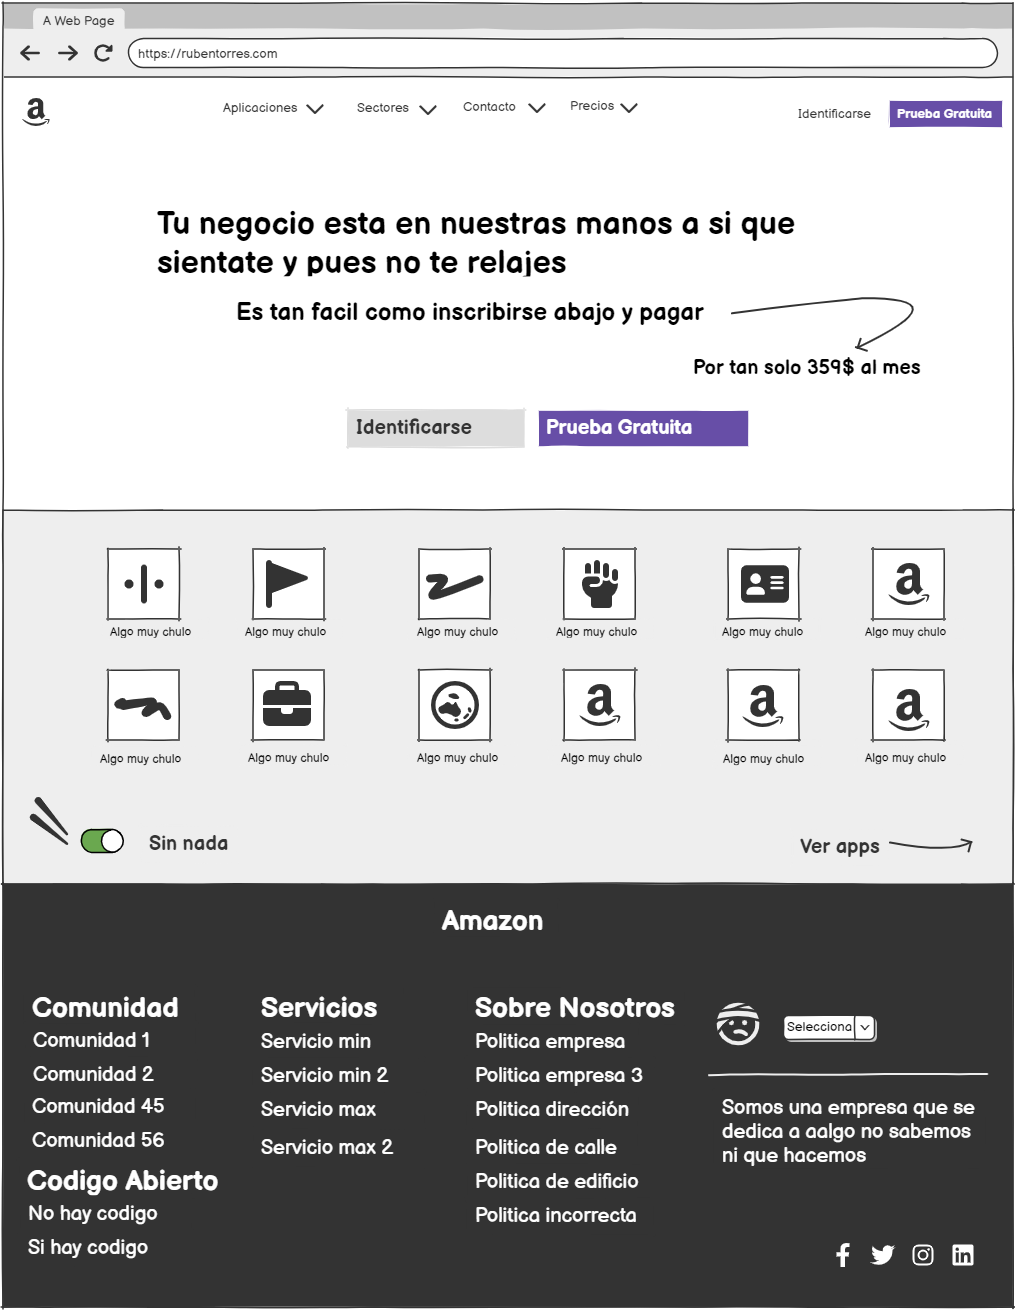 A Web Page
https://rubentorres.com
a
Aplicaciones Sectores Contacto Precios Identificarse Prueba Gratuita
Tu negocio esta en nuestras manos a si que
sientate y pues no te relajes
Es tan facil como inscribirse abajo y pagar
Por tan solo 359$ al mes
Identificarse Prueba Gratuita
a
Algo muy chulo Algo muy chulo Algo muy chulo Algo muy chulo Algo muy chulo Algo muy chulo
a a a
Algo muy chulo Algo muy chulo Algo muy chulo Algo muy chulo Algo muy chulo Algo muy chulo
Sin nada Ver apps
Amazon
Comunidad
Comunidad 1
Comunidad 2
Comunidad 45
Comunidad 56
Codigo Abierto
No hay codigo
Si hay codigo
Servicios
Servicio min
Servicio min 2
Servicio max
Servicio max 2
Sobre Nosotros
Politica empresa
Politica empresa 3
Politica dirección
Politica de calle
Politica de edificio
Politica incorrecta
Selecciona
Somos una empresa que se
dedica a aalgo no sabemos
ni que hacemos